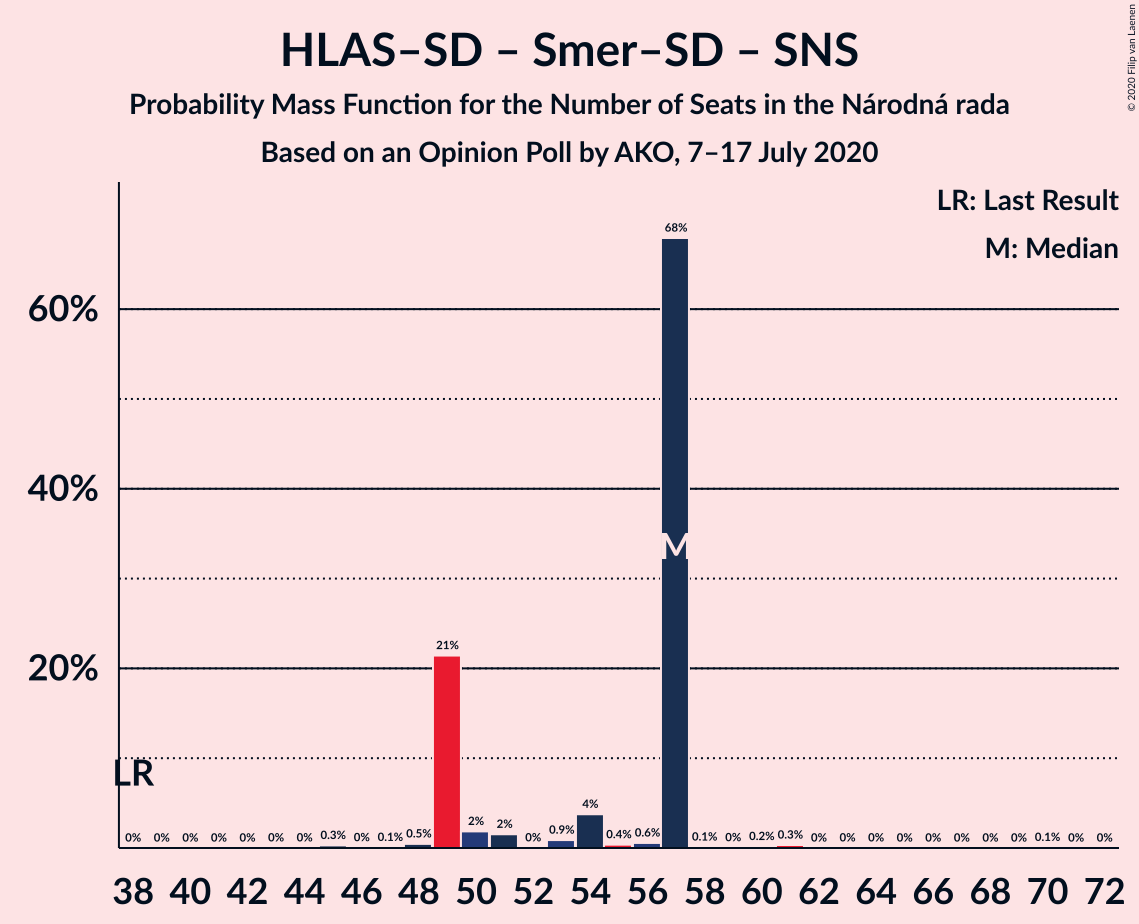 HLAS–SD – Smer–SD – SNS
Probability Mass Function for the Number of Seats in the Národná rada
Based on an Opinion Poll by AKO, 7–17 July 2020
© 2020 Filip van Laenen
LR: Last Result
M: Median
60%
40%
20%
68%
M
21%
LR
0% 0% 0% 0% 0% 0% 0% 0.3% 0% 0.1% 0.5% 2% 2% 0% 0.9% 4% 0.4% 0.6% 0.1% 0% 0.2% 0.3% 0% 0% 0% 0% 0% 0% 0% 0% 0.1% 0% 0%
38 40 42 44 46 48 50 52 54 56 58 60 62 64 66 68 70 72